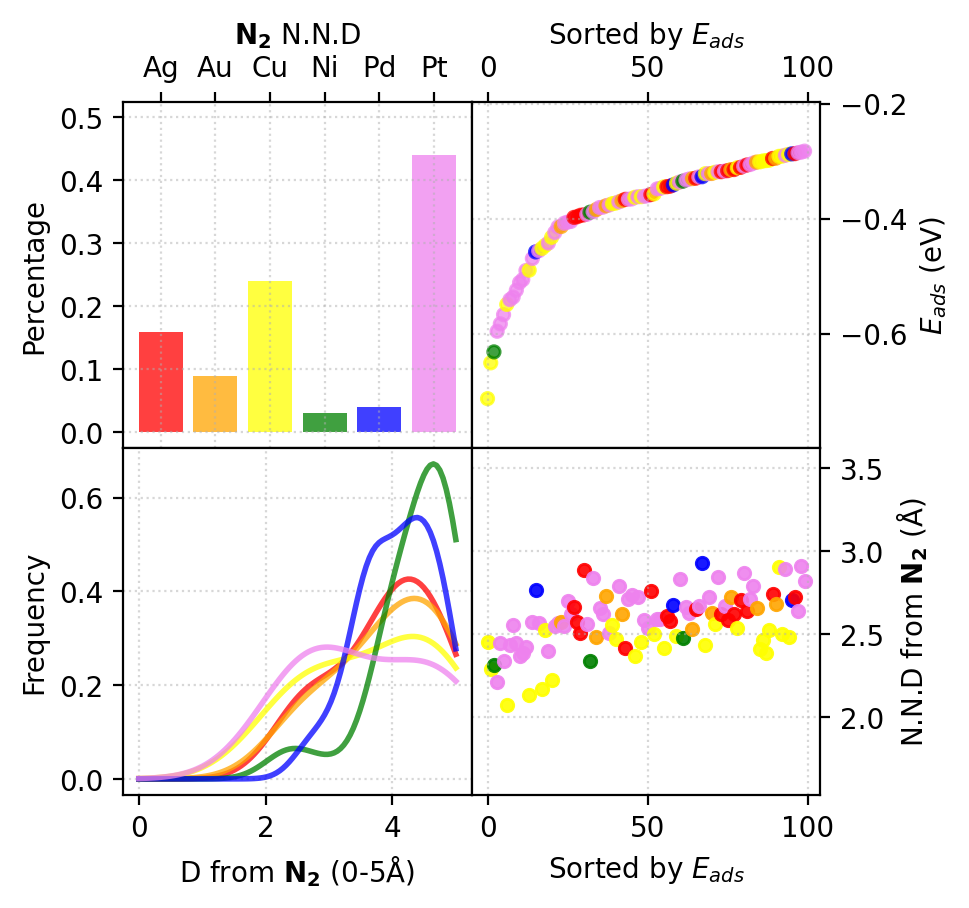 N₂ N.N.D
Sorted by E_ads
Ag Au Cu Ni Pd Pt
0 50 100
0.5
0.4
0.3
0.2
0.1
0.0
Percentage
−0.2
−0.4
−0.6
E_ads (eV)
0.6
0.4
0.2
0.0
Frequency
3.5
3.0
2.5
2.0
N.N.D from N₂ (Å)
0 2 4
0 50 100
D from N₂ (0-5Å)
Sorted by E_ads